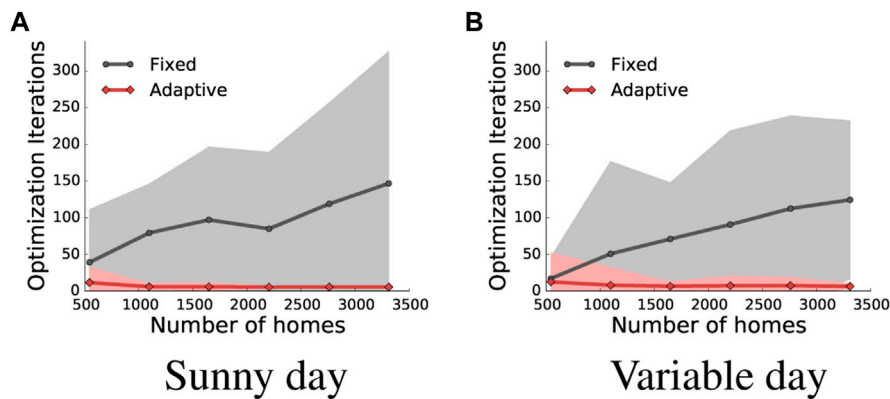 A
Optimization Iterations
300
250
200
150
100
50
0
Fixed
Adaptive
500 1000 1500 2000 2500 3000 3500
Number of homes
Sunny day
B
Optimization Iterations
300
250
200
150
100
50
0
Fixed
Adaptive
500 1000 1500 2000 2500 3000 3500
Number of homes
Variable day